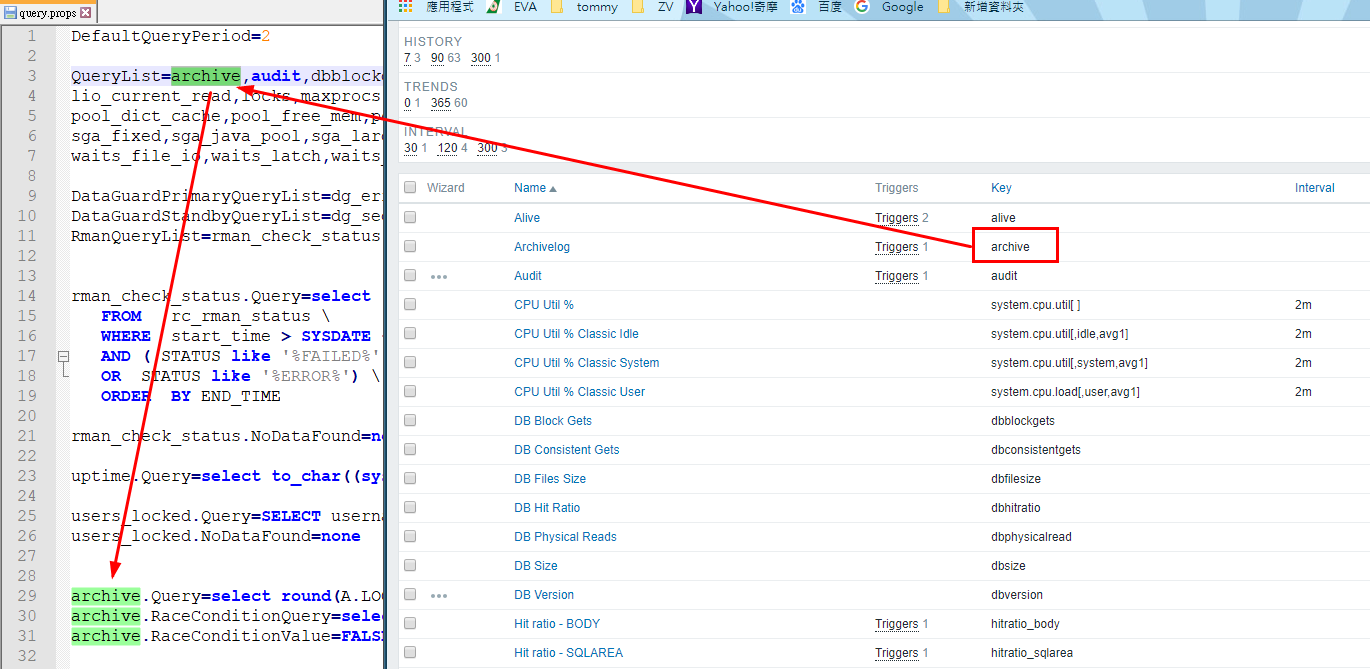 query.props
1 DefaultQueryPeriod=2
2
3 QueryList=archive,audit,dbblock
4 lio_current_read,locks,maxprocs
5 pool_dict_cache,pool_free_mem,p
6 sga_fixed,sga_java_pool,sga_lar
7 waits_file_io,waits_latch,waits_
8
9 DataGuardPrimaryQueryList=dg_er
10 DataGuardStandbyQueryList=dg_se
11 RmanQueryList=rman_check_status
12
13
14 rman_check_status.Query=select
15 FROM rc_rman_status \
16 WHERE start_time > SYSDATE
17 AND ( STATUS like '%FAILED%'
18 OR STATUS like '%ERROR%') \
19 ORDER BY END_TIME
20
21 rman_check_status.NoDataFound=no
22
23 uptime.Query=select to_char((sys
24
25 users_locked.Query=SELECT userna
26 users_locked.NoDataFound=none
27
28
29 archive.Query=select round(A.LOG
30 archive.RaceConditionQuery=selec
31 archive.RaceConditionValue=FALSE
32
應用程式 EVA tommy ZV Yahoo!奇摩 百度 Google 新增資料夾
HISTORY
7 3 90 63 300 1
TRENDS
0 1 365 60
INTERVAL
30 1 120 4 300 3
Wizard Name Triggers Key Interval
Alive Triggers 2 alive
Archivelog Triggers 1 archive
Audit Triggers 1 audit
CPU Util % system.cpu.util[ ] 2m
CPU Util % Classic Idle system.cpu.util[,idle,avg1] 2m
CPU Util % Classic System system.cpu.util[,system,avg1] 2m
CPU Util % Classic User system.cpu.load[,user,avg1] 2m
DB Block Gets dbblockgets
DB Consistent Gets dbconsistentgets
DB Files Size dbfilesize
DB Hit Ratio dbhitratio
DB Physical Reads dbphysicalread
DB Size dbsize
DB Version dbversion
Hit ratio - BODY Triggers 1 hitratio_body
Hit ratio - SQLAREA Triggers 1 hitratio_sqlarea